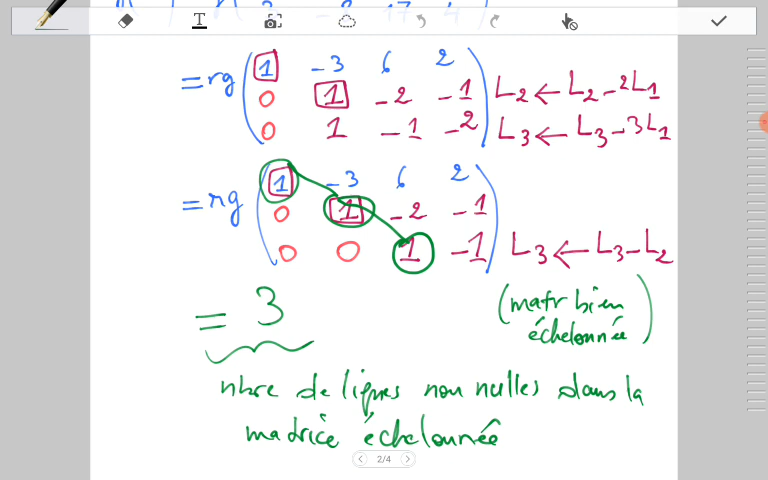 T
= rg ( 1 -3 6 2 )
0 1 -2 -1 L2 ← L2 - 2L1
0 1 -1 -2 L3 ← L3 - 3L1
= rg ( 1 -3 6 2 )
0 1 -2 -1
0 0 1 -1 L3 ← L3 - L2
= 3 (matr bien
échelonnée)
nbre de lignes non nulles dans la
matrice échelonnée
2/4